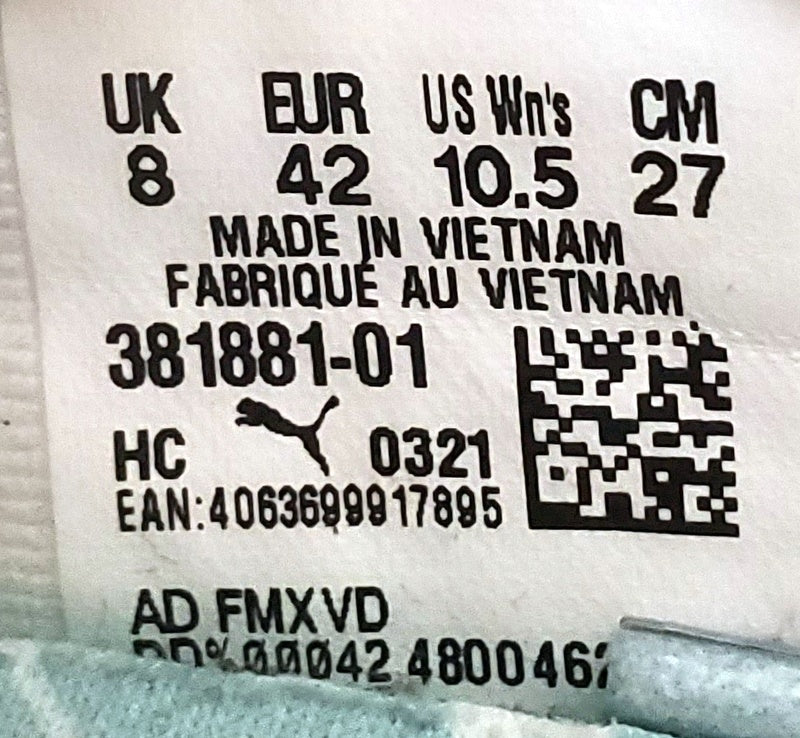 UK EUR US Wn's CM
8 42 10.5 27
MADE IN VIETNAM
FABRIQUÉ AU VIETNAM
381881-01
HC 0321
EAN:4063699917895
AD FMXVD